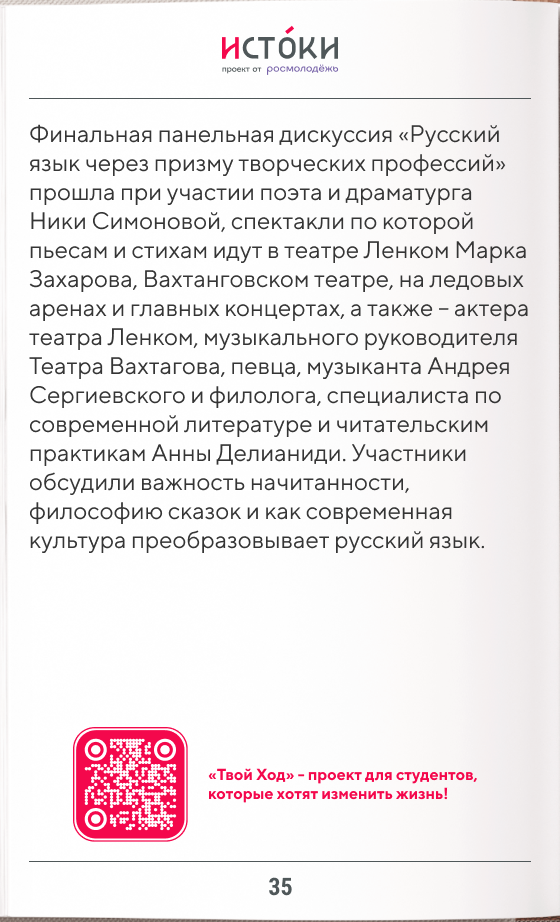 ИСТОКИ
проект от росмолодёжь
Финальная панельная дискуссия «Русский
язык через призму творческих профессий»
прошла при участии поэта и драматурга
Ники Симоновой, спектакли по которой
пьесам и стихам идут в театре Ленком Марка
Захарова, Вахтанговском театре, на ледовых
аренах и главных концертах, а также – актера
театра Ленком, музыкального руководителя
Театра Вахтагова, певца, музыканта Андрея
Сергиевского и филолога, специалиста по
современной литературе и читательским
практикам Анны Делианиди. Участники
обсудили важность начитанности,
философию сказок и как современная
культура преобразовывает русский язык.
«Твой Ход» – проект для студентов,
которые хотят изменить жизнь!
35